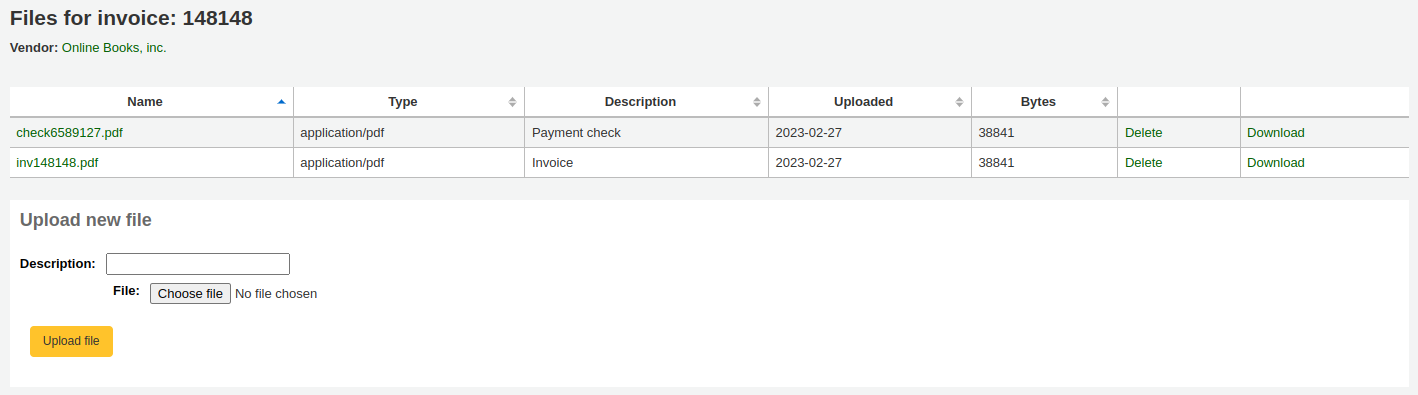 Files for invoice: 148148
Vendor: Online Books, inc.
Name Type Description Uploaded Bytes
check6589127.pdf application/pdf Payment check 2023-02-27 38841 Delete Download
inv148148.pdf application/pdf Invoice 2023-02-27 38841 Delete Download
Upload new file
Description:
File: Choose file No file chosen
Upload file